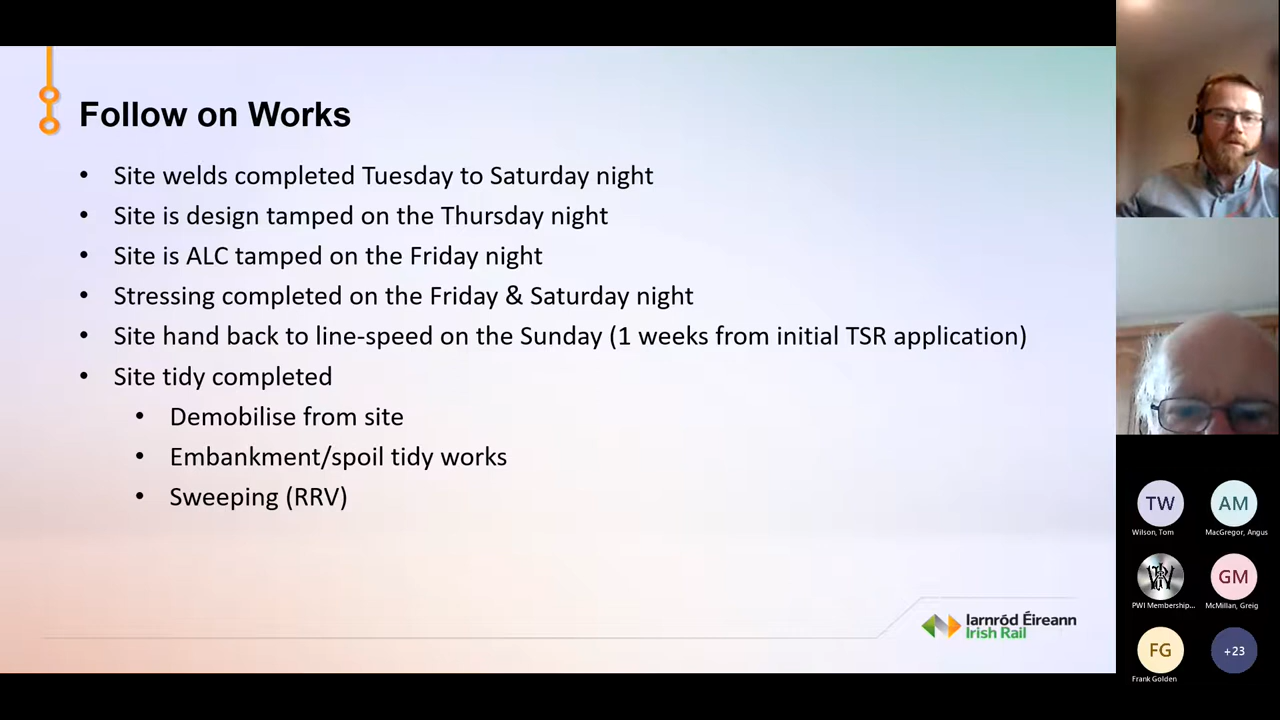 Follow on Works
• Site welds completed Tuesday to Saturday night
• Site is design tamped on the Thursday night
• Site is ALC tamped on the Friday night
• Stressing completed on the Friday & Saturday night
• Site hand back to line-speed on the Sunday (1 weeks from initial TSR application)
• Site tidy completed
• Demobilise from site
• Embankment/spoil tidy works
• Sweeping (RRV)
Iarnród Éireann
Irish Rail
TW
Wilson, Tom
AM
MacGregor, Angus
PWI Membership...
GM
McMillan, Greig
FG
Frank Golden
+23